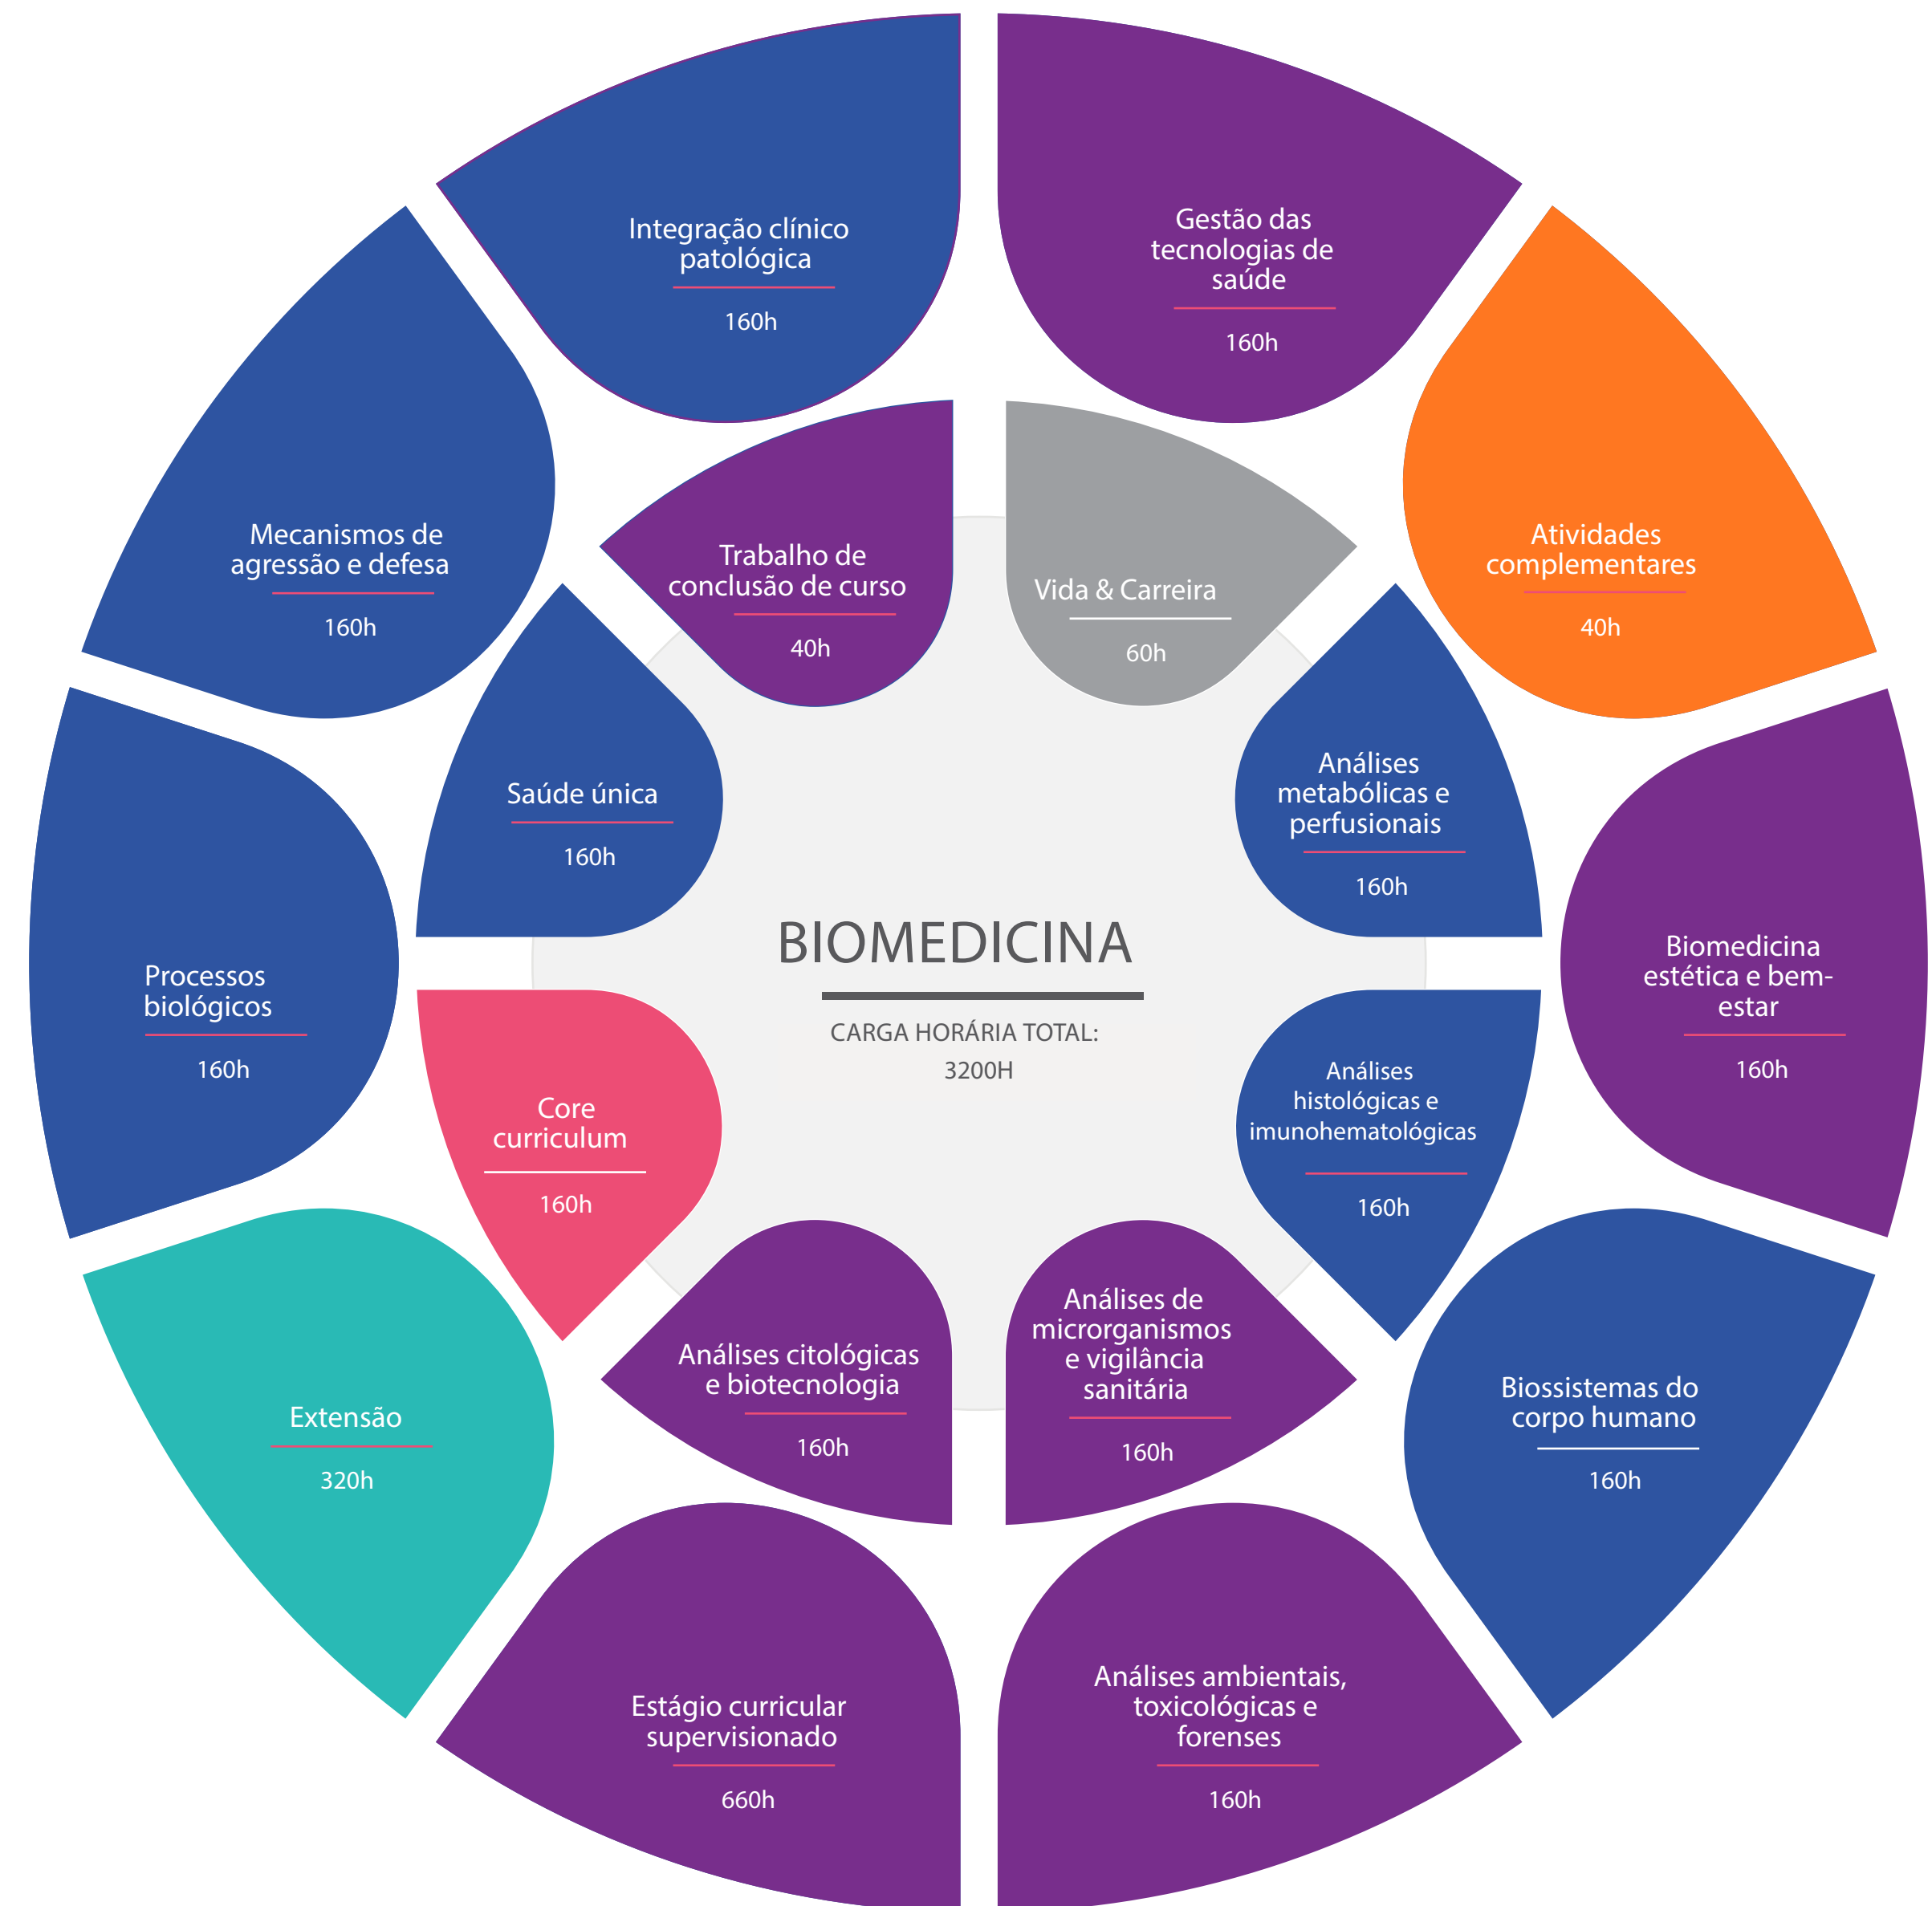 Integração clínico
patológica
160h
Gestão das
tecnologias de
saúde
160h
Mecanismos de
agressão e defesa
160h
Trabalho de
conclusão de curso
40h
Vida & Carreira
60h
Atividades
complementares
40h
Saúde única
160h
Análises
metabólicas e
perfusionais
160h
Processos
biológicos
160h
BIOMEDICINA
CARGA HORÁRIA TOTAL:
3200H
Biomedicina
estética e bem-
estar
160h
Core
curriculum
160h
Análises
histológicas e
imunohematológicas
160h
Extensão
320h
Análises citológicas
e biotecnologia
160h
Análises de
microrganismos
e vigilância
sanitária
160h
Biossistemas do
corpo humano
160h
Estágio curricular
supervisionado
660h
Análises ambientais,
toxicológicas e
forenses
160h